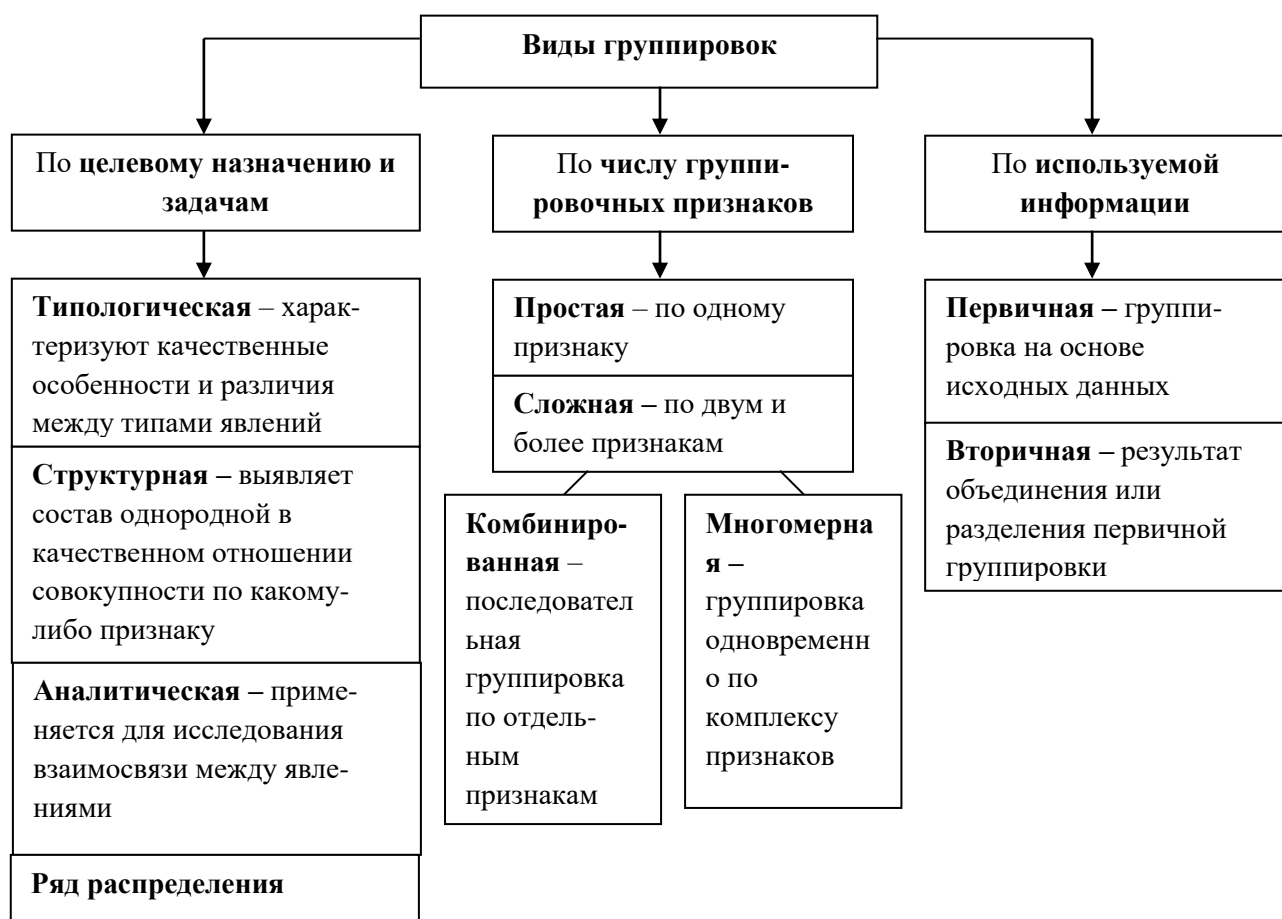 Виды группировок
По целевому назначению и
задачам
Типологическая – харак-
теризуют качественные
особенности и различия
между типами явлений
Структурная – выявляет
состав однородной в
качественном отношении
совокупности по какому-
либо признаку
Аналитическая – приме-
няется для исследования
взаимосвязи между явле-
ниями
Ряд распределения
По числу группи-
ровочных признаков
Простая – по одному
признаку
Сложная – по двум и
более признакам
Комбиниро-
ванная –
последовател
ьная
группировка
по отдель-
ным
признакам
Многомерна
я –
группировка
одновременн
о по
комплексу
признаков
По используемой
информации
Первичная – группи-
ровка на основе
исходных данных
Вторичная – результат
объединения или
разделения первичной
группировки